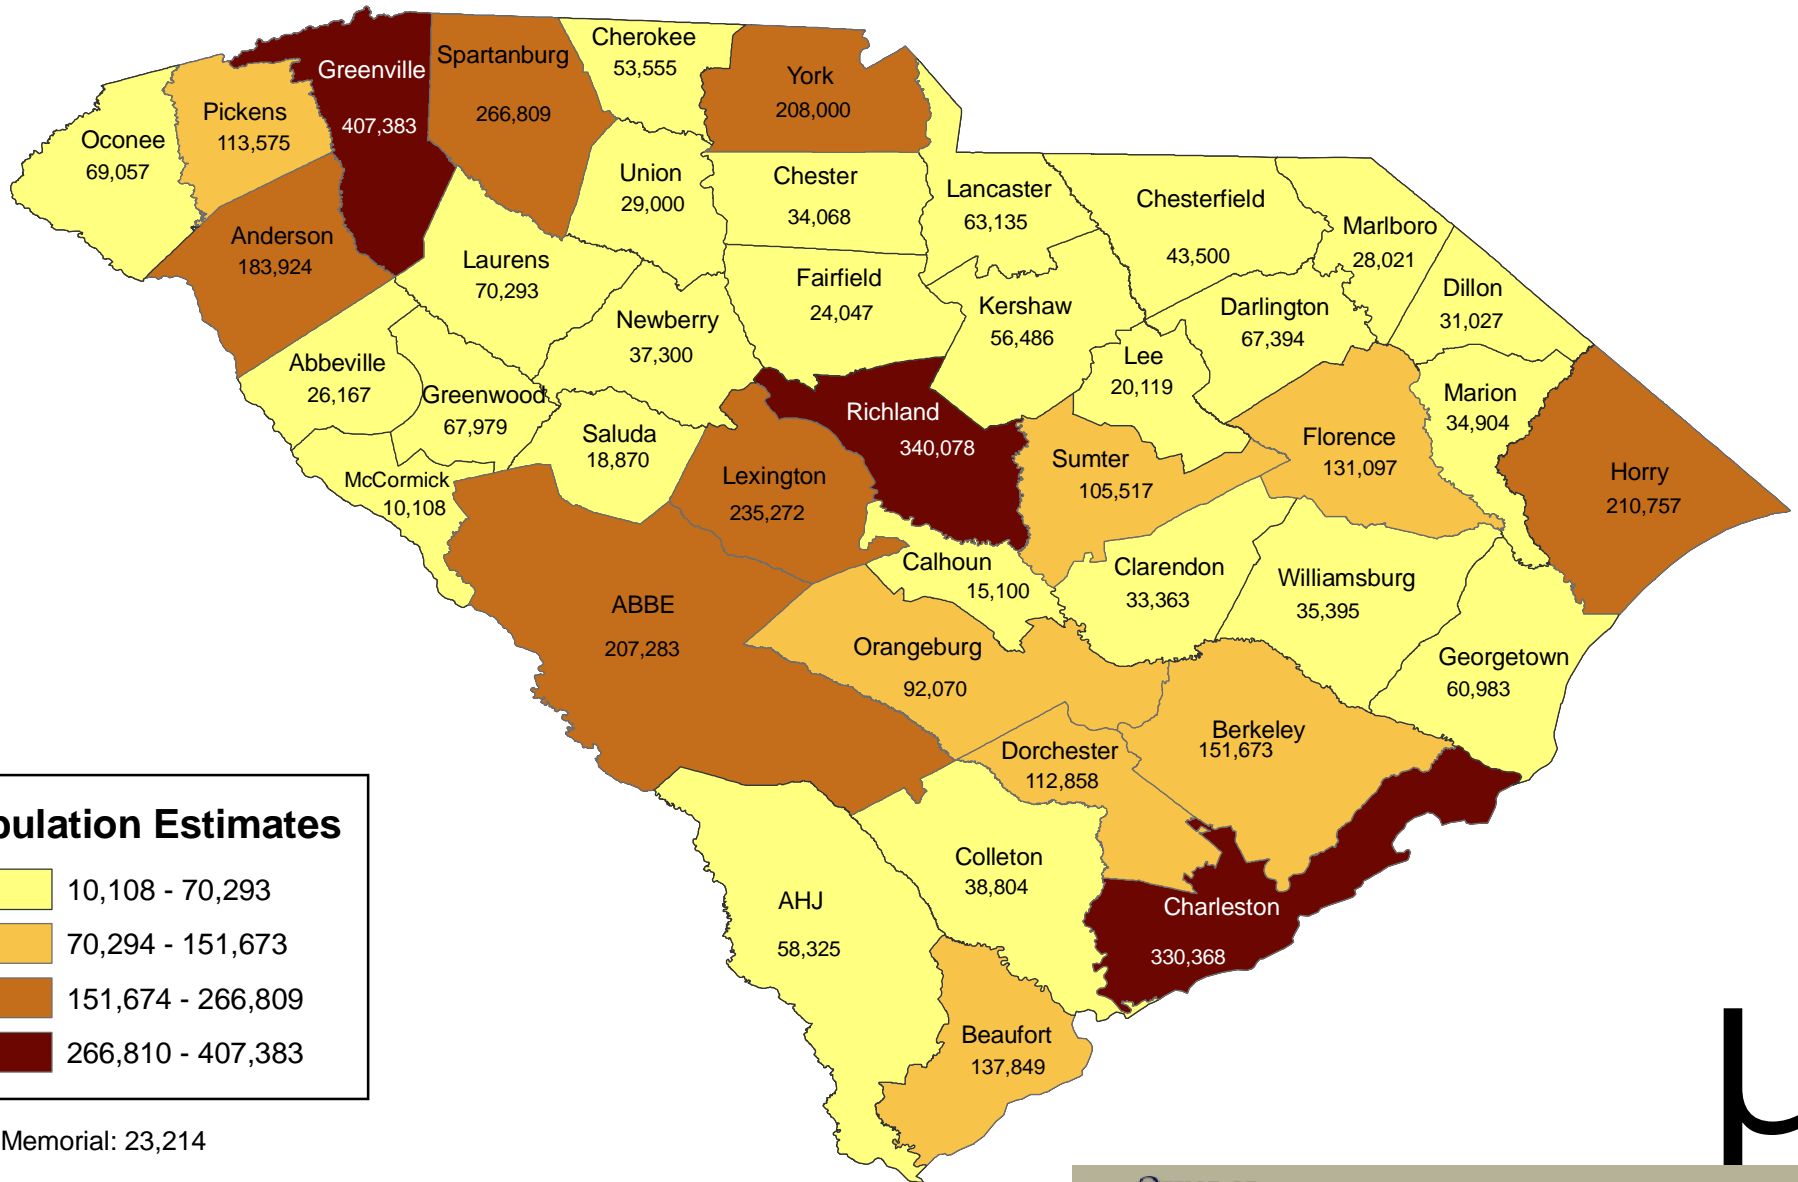 Cherokee
53,555
Spartanburg
266,809
Greenville
407,383
York
208,000
Pickens
113,575
Oconee
69,057
Union
29,000
Chester
34,068
Lancaster
63,135
Chesterfield
43,500
Marlboro
28,021
Anderson
183,924
Laurens
70,293
Fairfield
24,047
Kershaw
56,486
Darlington
67,394
Dillon
31,027
Newberry
37,300
Lee
20,119
Abbeville
26,167
Greenwood
67,979
Richland
340,078
Marion
34,904
Saluda
18,870
Florence
131,097
Sumter
105,517
Horry
210,757
McCormick
10,108
Lexington
235,272
Calhoun
15,100
Clarendon
33,363
Williamsburg
35,395
ABBE
207,283
Orangeburg
92,070
Georgetown
60,983
Dorchester
112,858
Berkeley
151,673
Colleton
38,804
AHJ
58,325
Charleston
330,368
Beaufort
137,849
pulation Estimates
10,108 - 70,293
70,294 - 151,673
151,674 - 266,809
266,810 - 407,383
Memorial: 23,214
µ